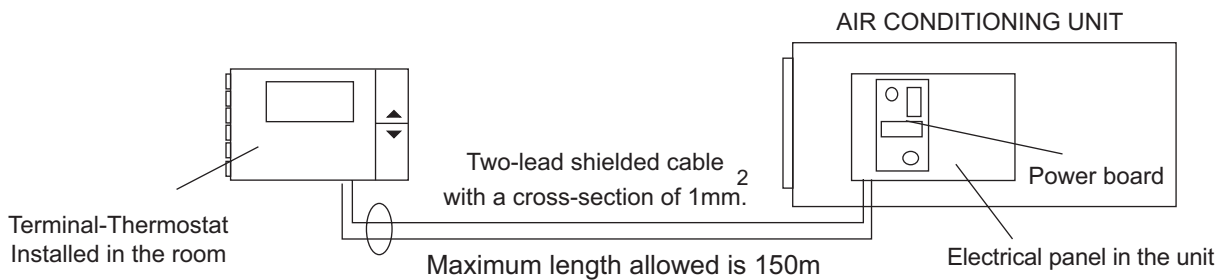 AIR CONDITIONING UNIT
Two-lead shielded cable
with a cross-section of 1mm.²
Power board
Terminal-Thermostat
Installed in the room
Electrical panel in the unit
Maximum length allowed is 150m